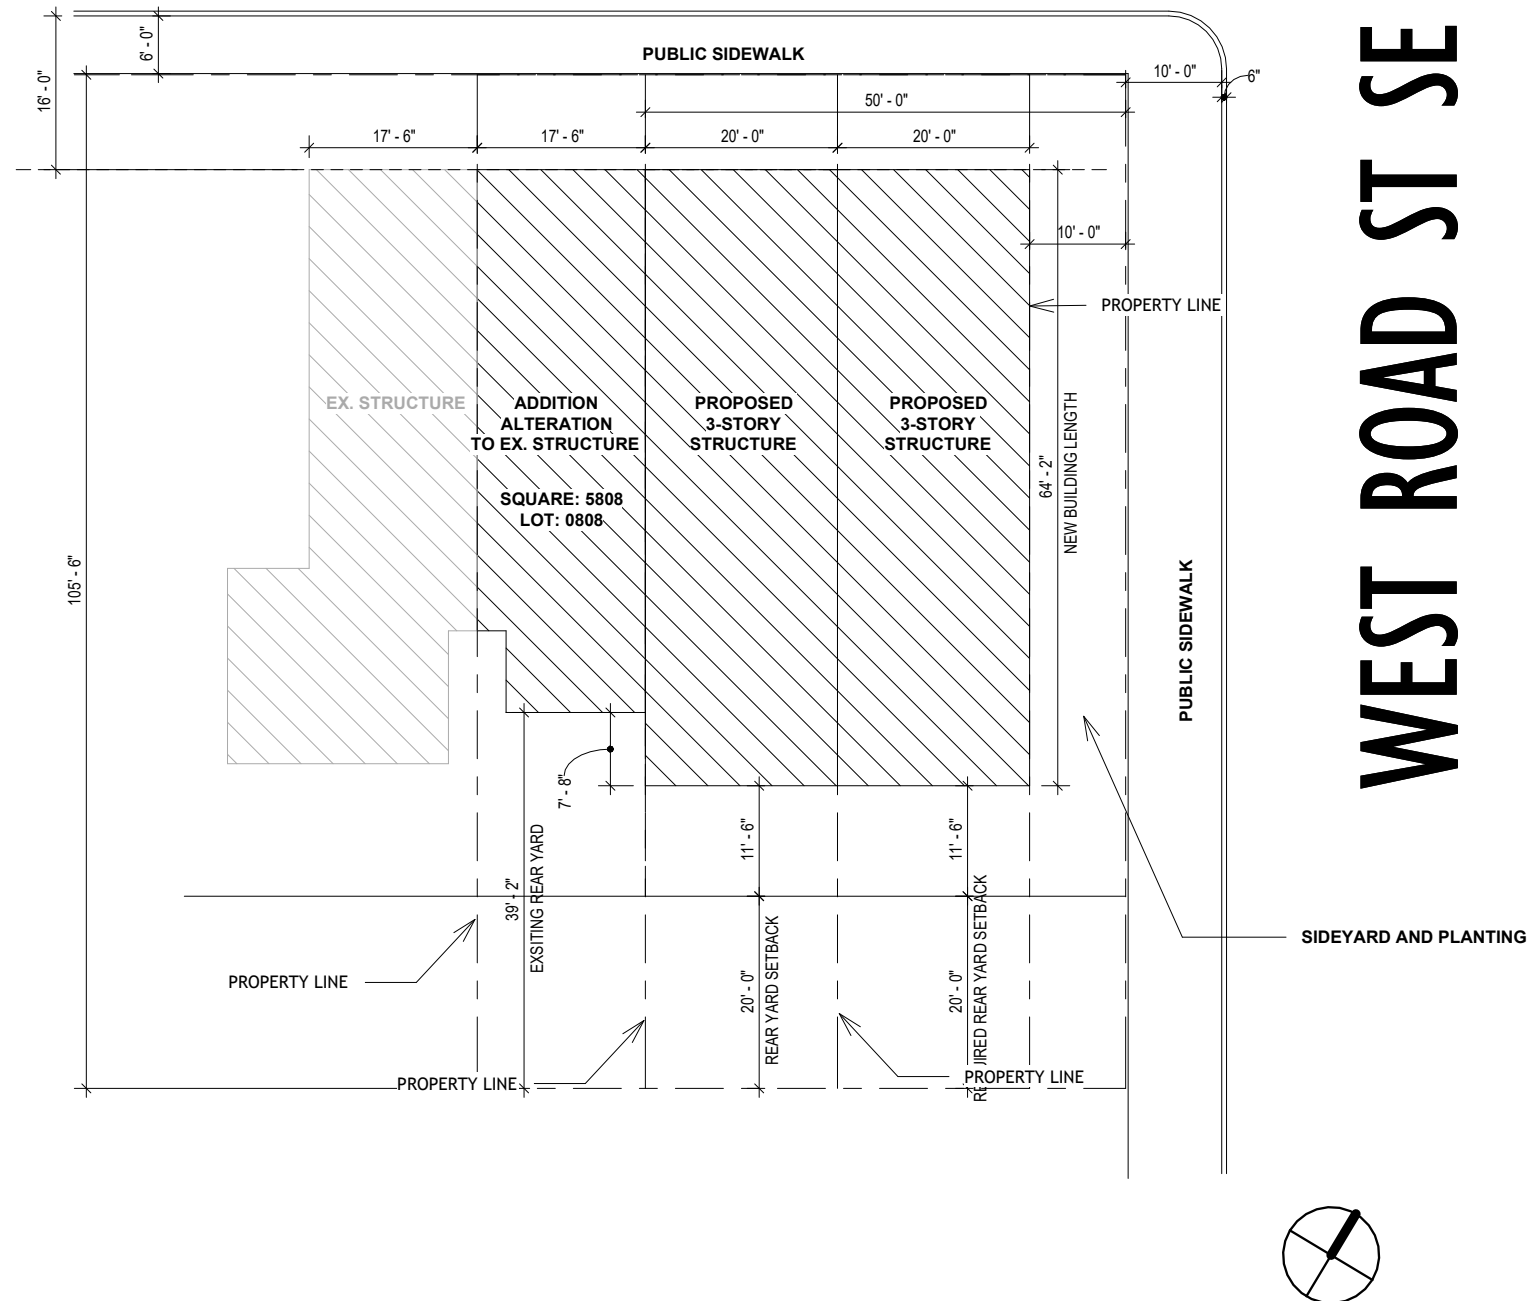 PUBLIC SIDEWALK
6' - 0"
16' - 0"
10' - 0"
6"
50' - 0"
17' - 6"
17' - 6"
20' - 0"
20' - 0"
10' - 0"
PROPERTY LINE
EX. STRUCTURE
ADDITION
ALTERATION
TO EX. STRUCTURE
SQUARE: 5808
LOT: 0808
PROPOSED
3-STORY
STRUCTURE
PROPOSED
3-STORY
STRUCTURE
64' - 2"
NEW BUILDING LENGTH
105' - 6"
PUBLIC SIDEWALK
WEST ROAD ST SE
7' - 8"
11' - 6"
11' - 6"
39' - 2"
EXSITING REAR YARD
20' - 0"
REAR YARD SETBACK
20' - 0"
REAR YARD SETBACK
SIDEYARD AND PLANTING
PROPERTY LINE
PROPERTY LINE
PROPERTY LINE